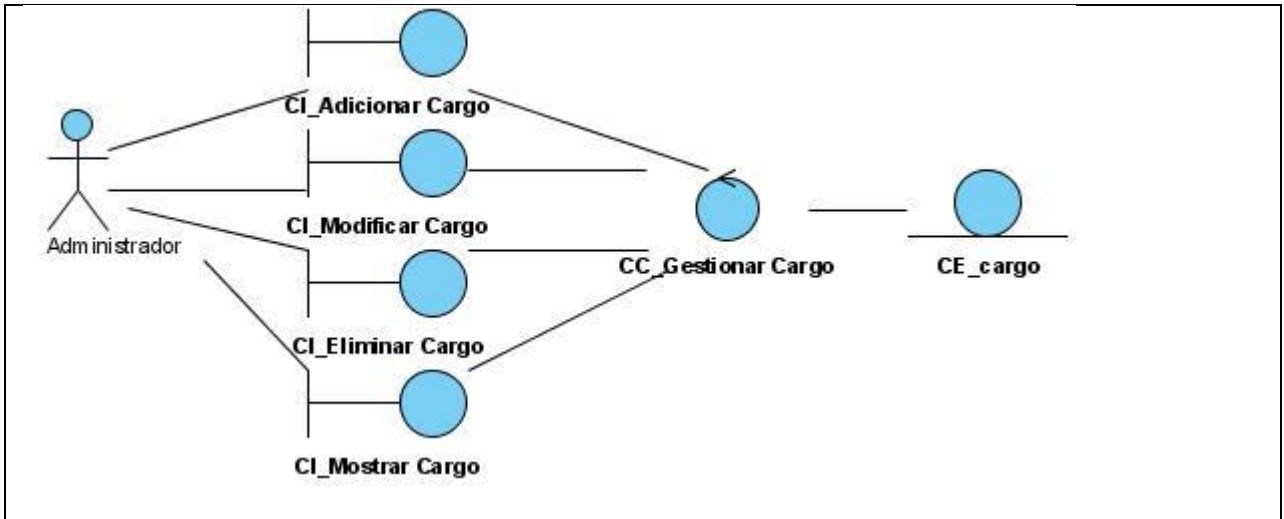 CI_Adicionar Cargo
CI_Modificar Cargo
Administrador
CC_Gestionar Cargo
CE_cargo
CI_Eliminar Cargo
CI_Mostrar Cargo